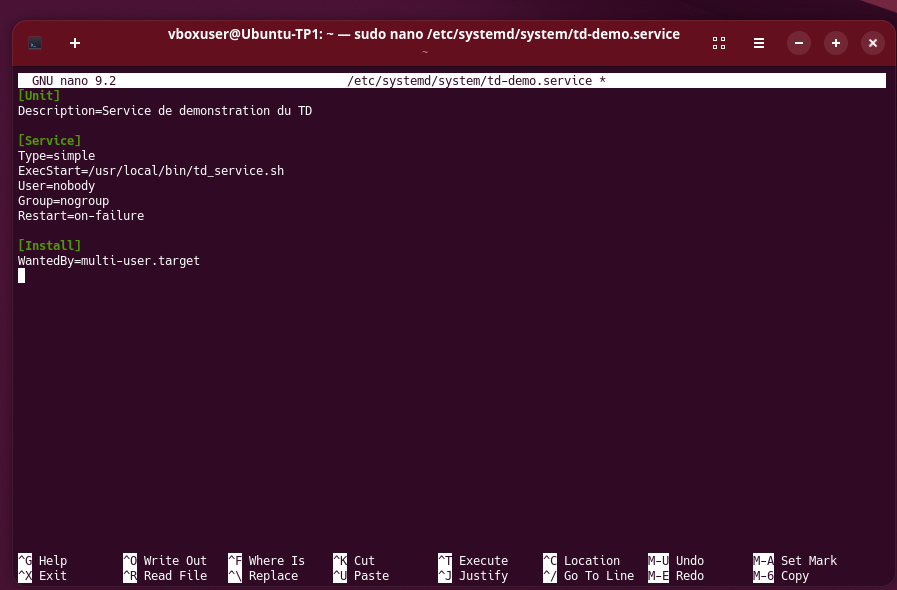 vboxuser@Ubuntu-TP1: ~ — sudo nano /etc/systemd/system/td-demo.service
~
GNU nano 9.2 /etc/systemd/system/td-demo.service *
[Unit]
Description=Service de demonstration du TD
[Service]
Type=simple
ExecStart=/usr/local/bin/td_service.sh
User=nobody
Group=nogroup
Restart=on-failure
[Install]
WantedBy=multi-user.target
^G Help ^O Write Out ^F Where Is ^K Cut ^T Execute ^C Location M-U Undo M-A Set Mark
^X Exit ^R Read File ^\ Replace ^U Paste ^J Justify ^/ Go To Line M-E Redo M-6 Copy